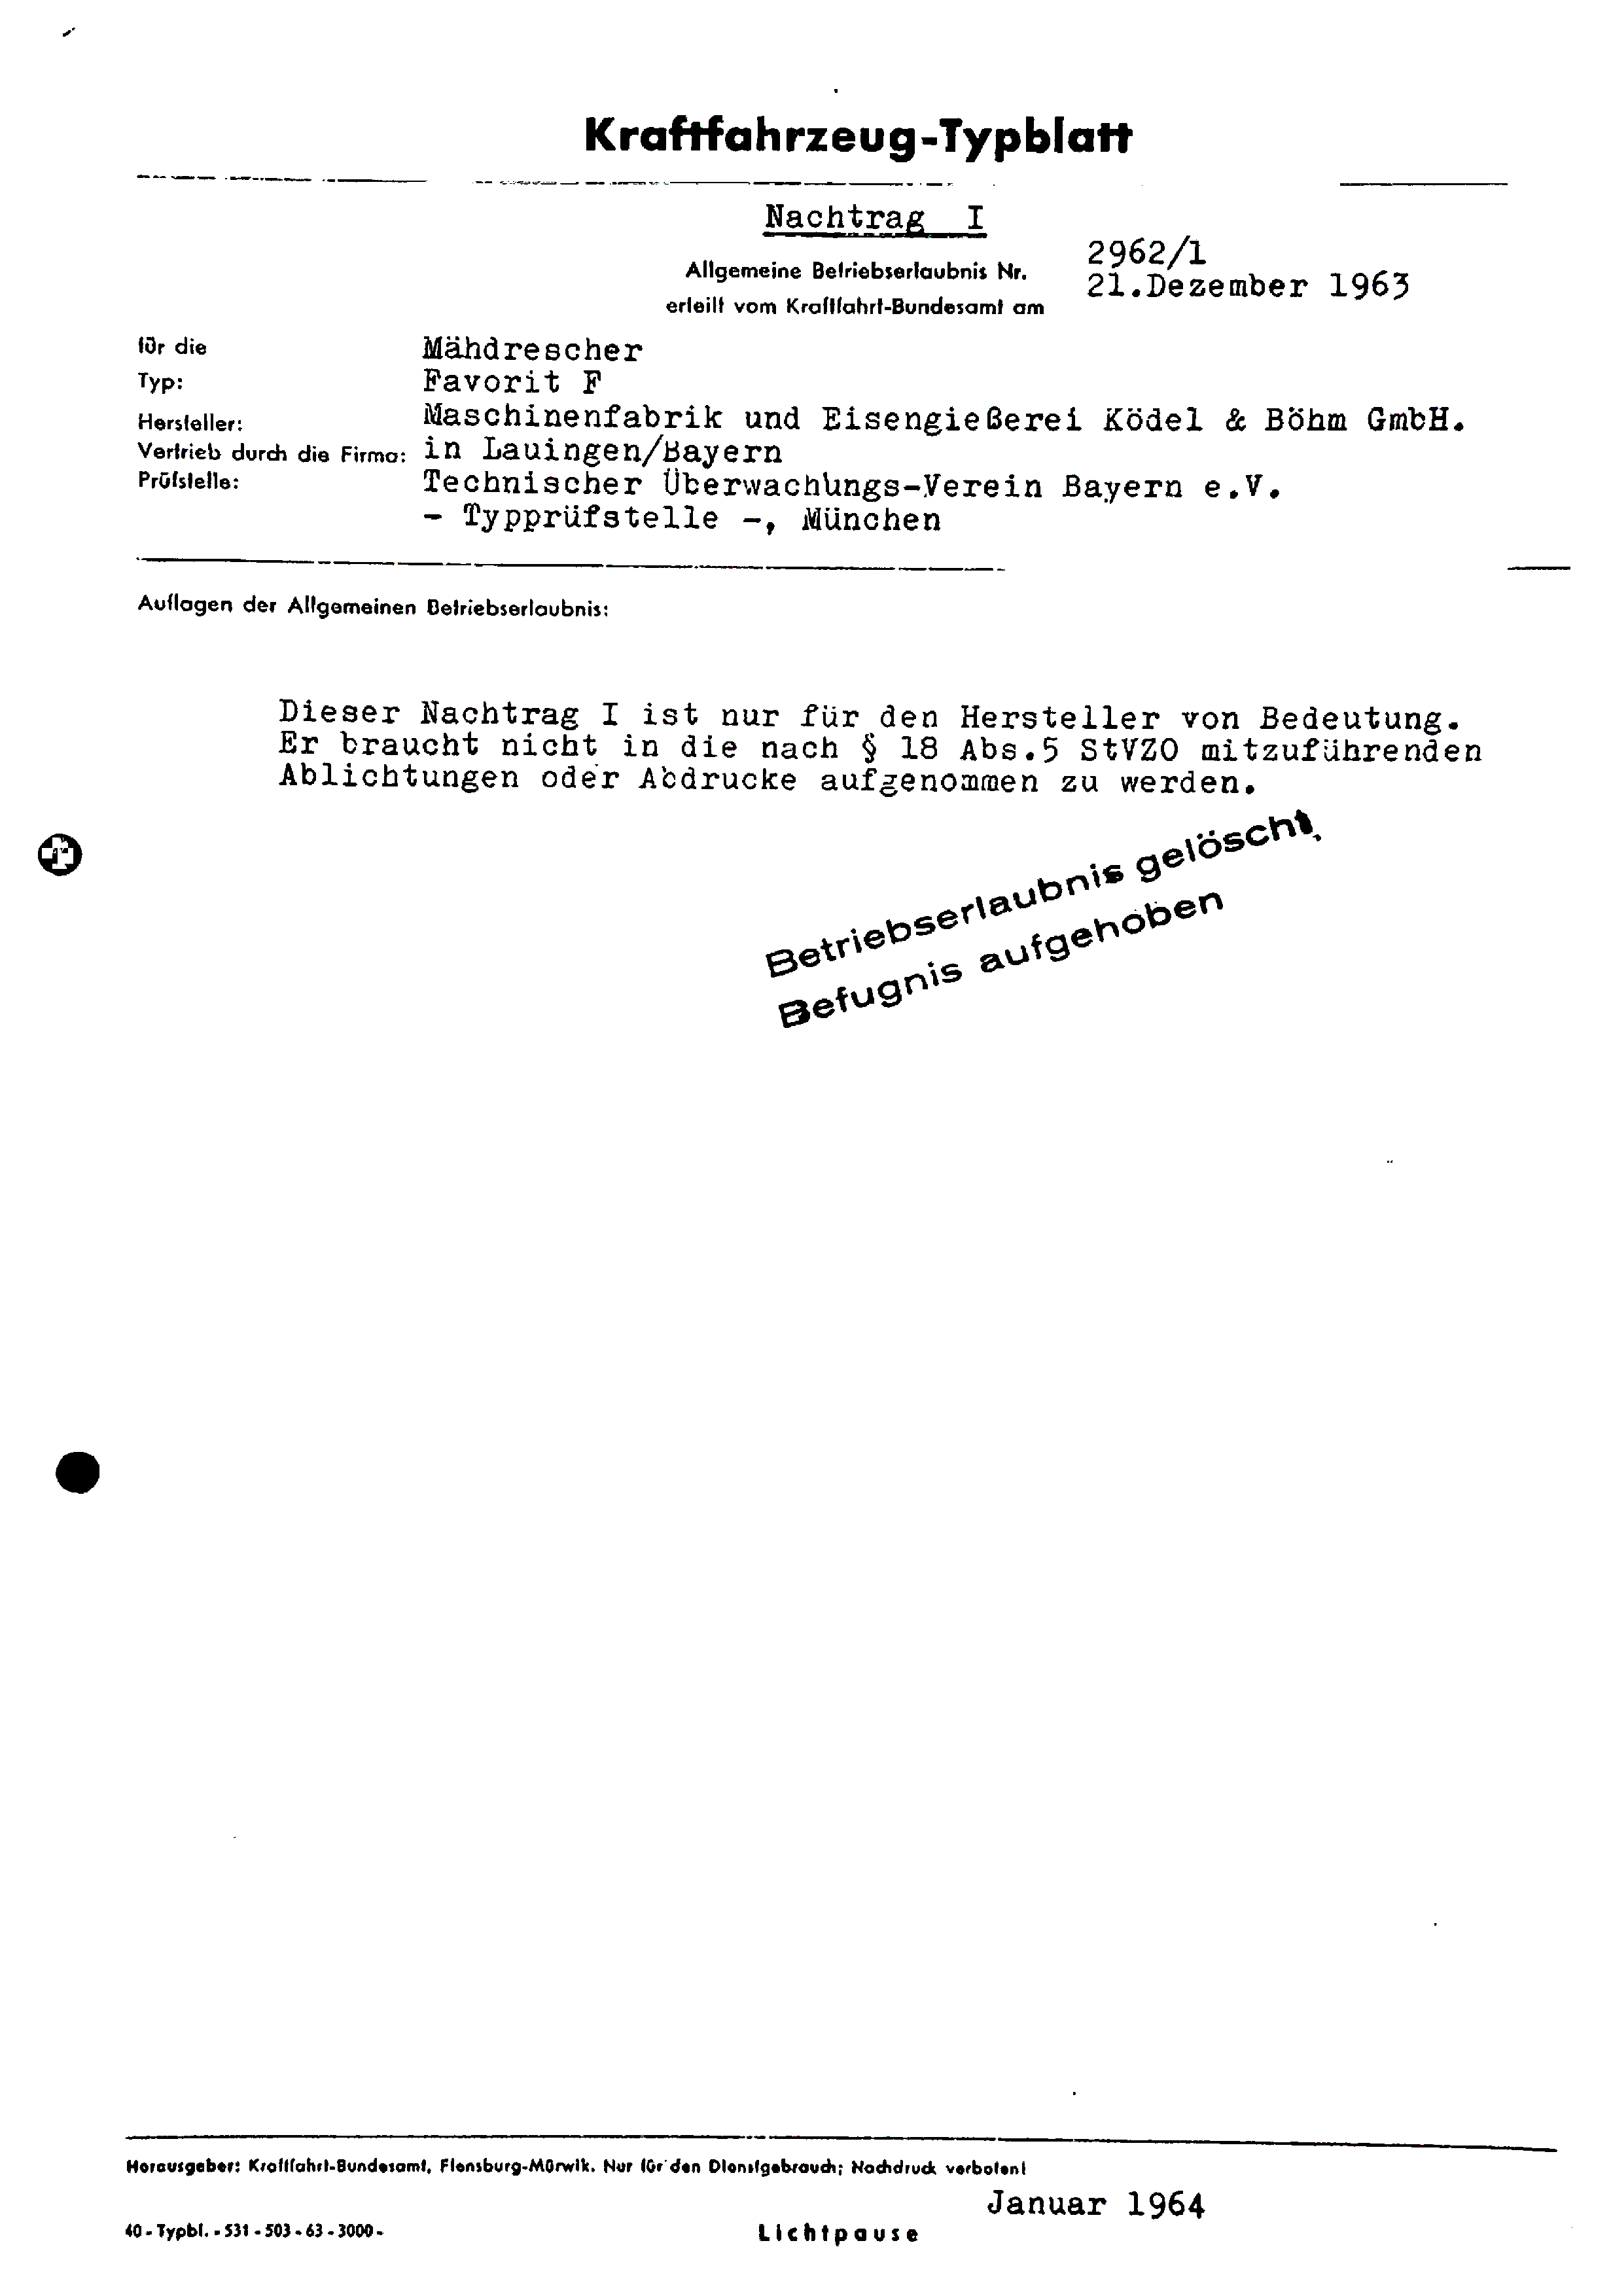 Kraftfahrzeug-Typblatt
Nachtrag I
Allgemeine Betriebserlaubnis Nr. 2962/1
erteilt vom Kraftfahrt-Bundesamt am 21.Dezember 1963
für die Mähdrescher
Typ: Favorit F
Hersteller: Maschinenfabrik und Eisengießerei Ködel & Böhm GmbH.
Vertrieb durch die Firma: in Lauingen/Bayern
Prüfstelle: Technischer Überwachungs-Verein Bayern e.V.
- Typprüfstelle -, München
Auflagen der Allgemeinen Betriebserlaubnis:
Dieser Nachtrag I ist nur für den Hersteller von Bedeutung.
Er braucht nicht in die nach § 18 Abs.5 StVZO mitzuführenden
Ablichtungen oder Abdrucke aufgenommen zu werden.
Betriebserlaubnis gelöscht,
Befugnis aufgehoben
Herausgeber: Kraftfahrt-Bundesamt, Flensburg-Mürwik. Nur für den Dienstgebrauch; Nachdruck verboten!
Januar 1964
40 - Typbl. - 531 - 503 - 63 - 3000 -
Lichtpause